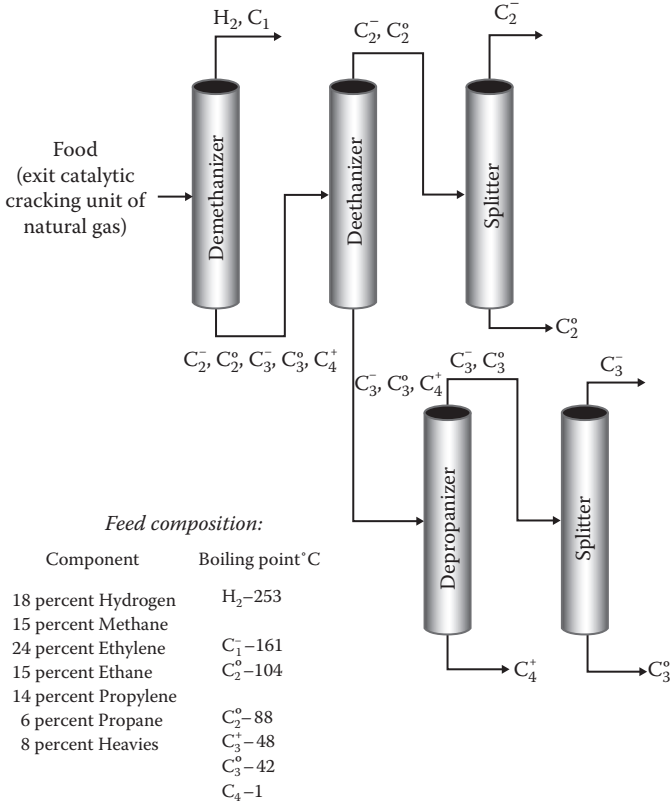 H₂, C₁
C₂⁻, C₂°
C₂⁻
Food
(exit catalytic
cracking unit of
natural gas)
Demethanizer
Deethanizer
Splitter
C₂°
C₂⁻, C₂°, C₃⁻, C₃°, C₄⁺
C₃⁻, C₃°, C₄⁺
C₃⁻, C₃°
C₃⁻
Depropanizer
Splitter
C₄⁺
C₃°
Feed composition:
Component
Boiling point°C
18 percent Hydrogen
15 percent Methane
24 percent Ethylene
15 percent Ethane
14 percent Propylene
6 percent Propane
8 percent Heavies
H₂–253
C₁⁻–161
C₂°–104
C₂°–88
C₃⁺–48
C₃°–42
C₄–1